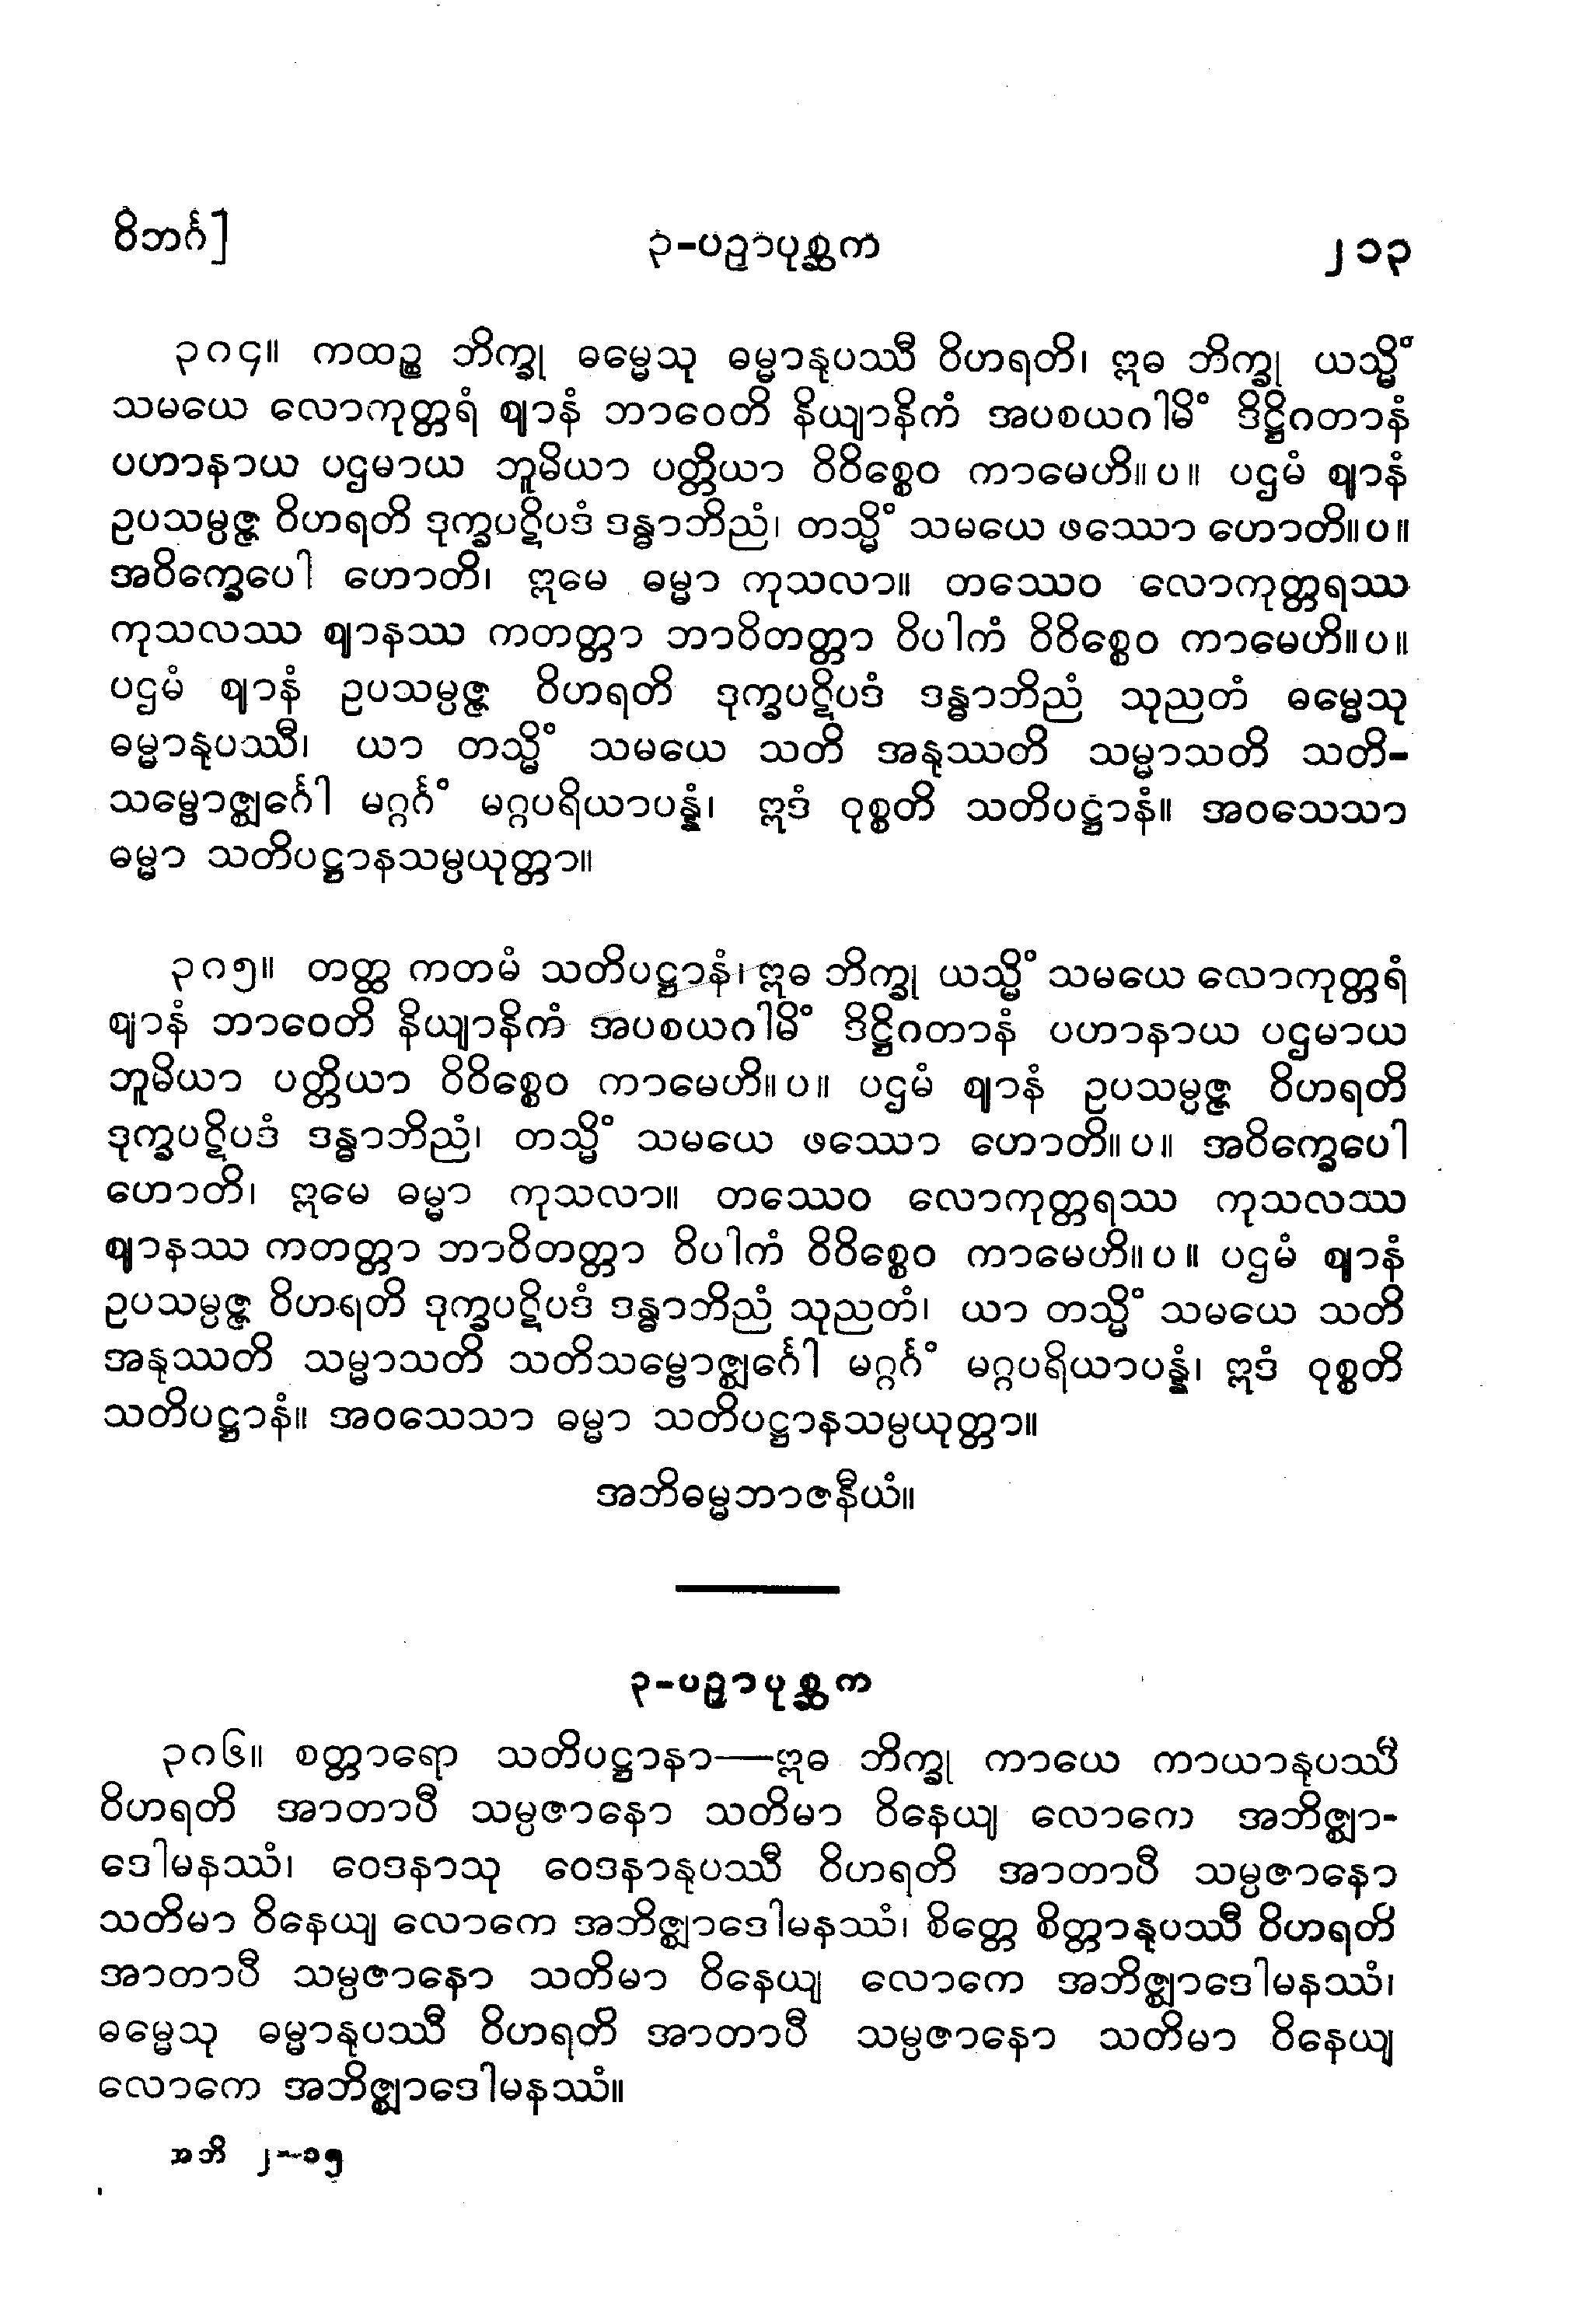 ဝိဘင်္ဂ]
၃-ပဉှာပုစ္ဆက
၂၁၃
၃၇၄။ ကထဉ္စ ဘိက္ခု ဓမ္မေသု ဓမ္မာနုပဿီ ဝိဟရတိ၊ ဣဓ ဘိက္ခု ယသ္မိံ
သမယေ လောကုတ္တရံ ဈာနံ ဘာဝေတိ နိယျာနိကံ အပစယဂါမိံ ဒိဋ္ဌိဂတာနံ
ပဟာနာယ ပဌမာယ ဘူမိယာ ပတ္တိယာ ဝိဝိစ္စေဝ ကာမေဟိ။ပ။ ပဌမံ ဈာနံ
ဥပသမ္ပဇ္ဇ ဝိဟရတိ ဒုက္ခပဋိပဒံ ဒန္ဓာဘိညံ၊ တသ္မိံ သမယေ ဖဿော ဟောတိ။ပ။
အဝိက္ခေပေါ ဟောတိ၊ ဣမေ ဓမ္မာ ကုသလာ။ တဿေဝ လောကုတ္တရဿ
ကုသလဿ ဈာနဿ ကတတ္တာ ဘာဝိတတ္တာ ဝိပါကံ ဝိဝိစ္စေဝ ကာမေဟိ။ပ။
ပဌမံ ဈာနံ ဥပသမ္ပဇ္ဇ ဝိဟရတိ ဒုက္ခပဋိပဒံ ဒန္ဓာဘိညံ သုညတံ ဓမ္မေသု
ဓမ္မာနုပဿီ၊ ယာ တသ္မိံ သမယေ သတိ အနုဿတိ သမ္မာသတိ သတိ-
သမ္ဗောဇ္ဈင်္ဂေါ မဂ္ဂင်္ဂံ မဂ္ဂပရိယာပန္နံ၊ ဣဒံ ဝုစ္စတိ သတိပဋ္ဌာနံ။ အဝသေသာ
ဓမ္မာ သတိပဋ္ဌာနသမ္ပယုတ္တာ။
၃၇၅။ တတ္ထ ကတမံ သတိပဋ္ဌာနံ၊ ဣဓ ဘိက္ခု ယသ္မိံ သမယေ လောကုတ္တရံ
ဈာနံ ဘာဝေတိ နိယျာနိကံ အပစယဂါမိံ ဒိဋ္ဌိဂတာနံ ပဟာနာယ ပဌမာယ
ဘူမိယာ ပတ္တိယာ ဝိဝိစ္စေဝ ကာမေဟိ။ပ။ ပဌမံ ဈာနံ ဥပသမ္ပဇ္ဇ ဝိဟရတိ
ဒုက္ခပဋိပဒံ ဒန္ဓာဘိညံ၊ တသ္မိံ သမယေ ဖဿော ဟောတိ။ပ။ အဝိက္ခေပေါ
ဟောတိ၊ ဣမေ ဓမ္မာ ကုသလာ။ တဿေဝ လောကုတ္တရဿ ကုသလဿ
ဈာနဿ ကတတ္တာ ဘာဝိတတ္တာ ဝိပါကံ ဝိဝိစ္စေဝ ကာမေဟိ။ပ။ ပဌမံ ဈာနံ
ဥပသမ္ပဇ္ဇ ဝိဟရတိ ဒုက္ခပဋိပဒံ ဒန္ဓာဘိညံ သုညတံ၊ ယာ တသ္မိံ သမယေ သတိ
အနုဿတိ သမ္မာသတိ သတိသမ္ဗောဇ္ဈင်္ဂေါ မဂ္ဂင်္ဂံ မဂ္ဂပရိယာပန္နံ၊ ဣဒံ ဝုစ္စတိ
သတိပဋ္ဌာနံ။ အဝသေသာ ဓမ္မာ သတိပဋ္ဌာနသမ္ပယုတ္တာ။
အဘိဓမ္မဘာဇနီယံ။
၃-ပဉှာပုစ္ဆက
၃၇၆။ စတ္တာရော သတိပဋ္ဌာနာ—ဣဓ ဘိက္ခု ကာယေ ကာယာနုပဿီ
ဝိဟရတိ အာတာပီ သမ္ပဇာနော သတိမာ ဝိနေယျ လောကေ အဘိဇ္ဈာ-
ဒေါမနဿံ၊ ဝေဒနာသု ဝေဒနာနုပဿီ ဝိဟရတိ အာတာပီ သမ္ပဇာနော
သတိမာ ဝိနေယျ လောကေ အဘိဇ္ဈာဒေါမနဿံ၊ စိတ္တေ စိတ္တာနုပဿီ ဝိဟရတိ
အာတာပီ သမ္ပဇာနော သတိမာ ဝိနေယျ လောကေ အဘိဇ္ဈာဒေါမနဿံ၊
ဓမ္မေသု ဓမ္မာနုပဿီ ဝိဟရတိ အာတာပီ သမ္ပဇာနော သတိမာ ဝိနေယျ
လောကေ အဘိဇ္ဈာဒေါမနဿံ။
အဘိ ၂-၁၅